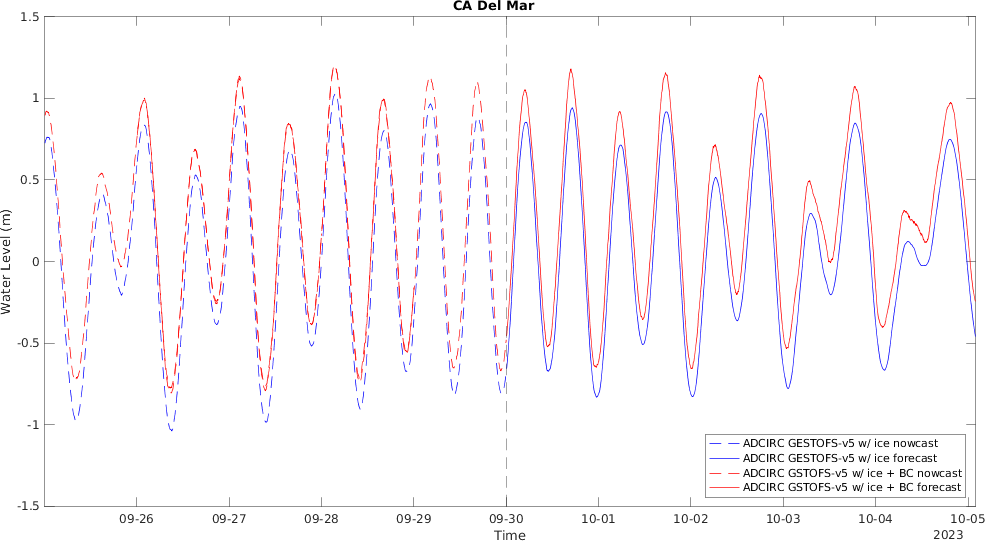 CA Del Mar
1.5
1
0.5
0
-0.5
-1
-1.5
Water Level (m)
09-26 09-27 09-28 09-29 09-30 10-01 10-02 10-03 10-04 10-05
Time
2023
ADCIRC GESTOFS-v5 w/ ice nowcast
ADCIRC GESTOFS-v5 w/ ice forecast
ADCIRC GSTOFS-v5 w/ ice + BC nowcast
ADCIRC GSTOFS-v5 w/ ice + BC forecast